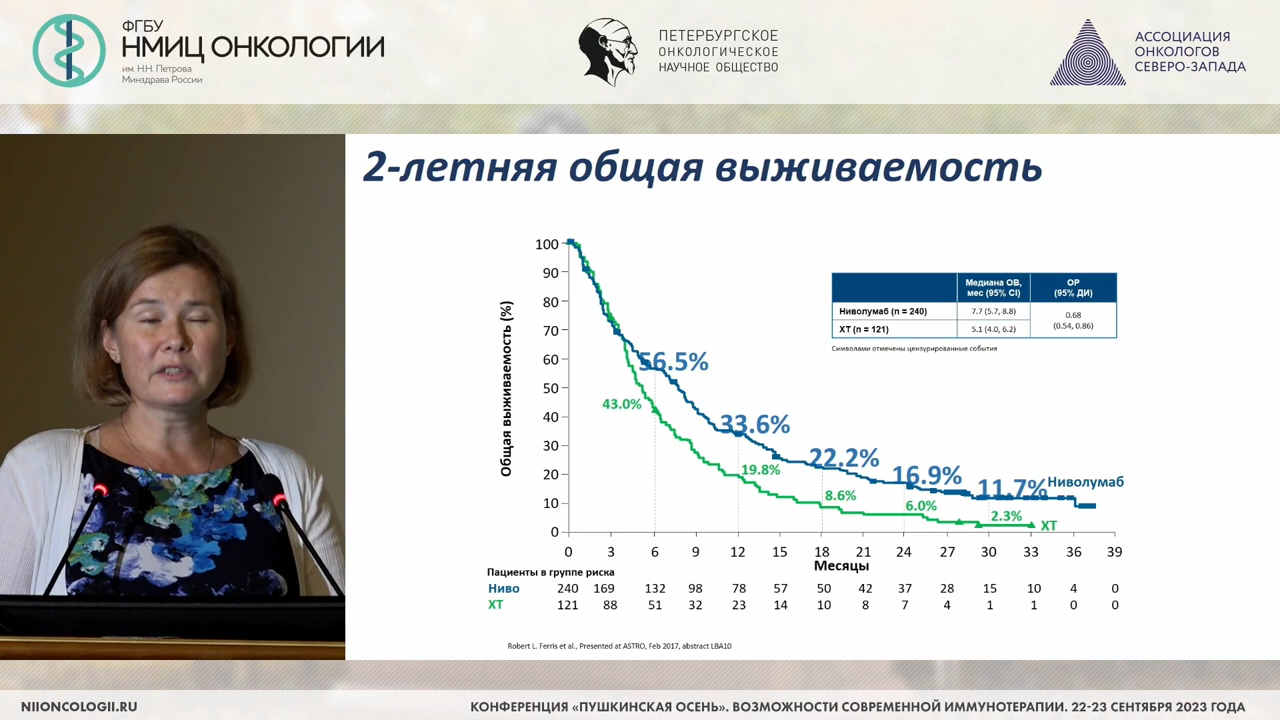 ФГБУ
НМИЦ ОНКОЛОГИИ
им. Н.Н. Петрова
Минздрава России
ПЕТЕРБУРГСКОЕ
ОНКОЛОГИЧЕСКОЕ
НАУЧНОЕ ОБЩЕСТВО
АССОЦИАЦИЯ
ОНКОЛОГОВ
СЕВЕРО-ЗАПАДА
2-летняя общая выживаемость
Общая выживаемость (%)
100
90
80
70
60
50
40
30
20
10
0
56.5%
33.6%
22.2%
16.9%
11.7%
Ниволумаб
43.0%
19.8%
8.6%
6.0%
2.3%
ХТ
Медиана ОВ, мес (95% CI)
ОР (95% ДИ)
Ниволумаб (n = 240) 7.7 (5.7, 8.8)
0.68 (0.54, 0.86)
ХТ (n = 121) 5.1 (4.0, 6.2)
Символами отмечены цензурированные события
0 3 6 9 12 15 18 21 24 27 30 33 36 39
Месяцы
Пациенты в группе риска
Ниво 240 169 132 98 78 57 50 42 37 28 15 10 4 0
ХТ 121 88 51 32 23 14 10 8 7 4 1 1 0 0
Robert L. Ferris et al., Presented at ASTRO, Feb 2017, abstract LBA10
NIIONCOLOGII.RU
КОНФЕРЕНЦИЯ «ПУШКИНСКАЯ ОСЕНЬ». ВОЗМОЖНОСТИ СОВРЕМЕННОЙ ИММУНОТЕРАПИИ. 22-23 СЕНТЯБРЯ 2023 ГОДА